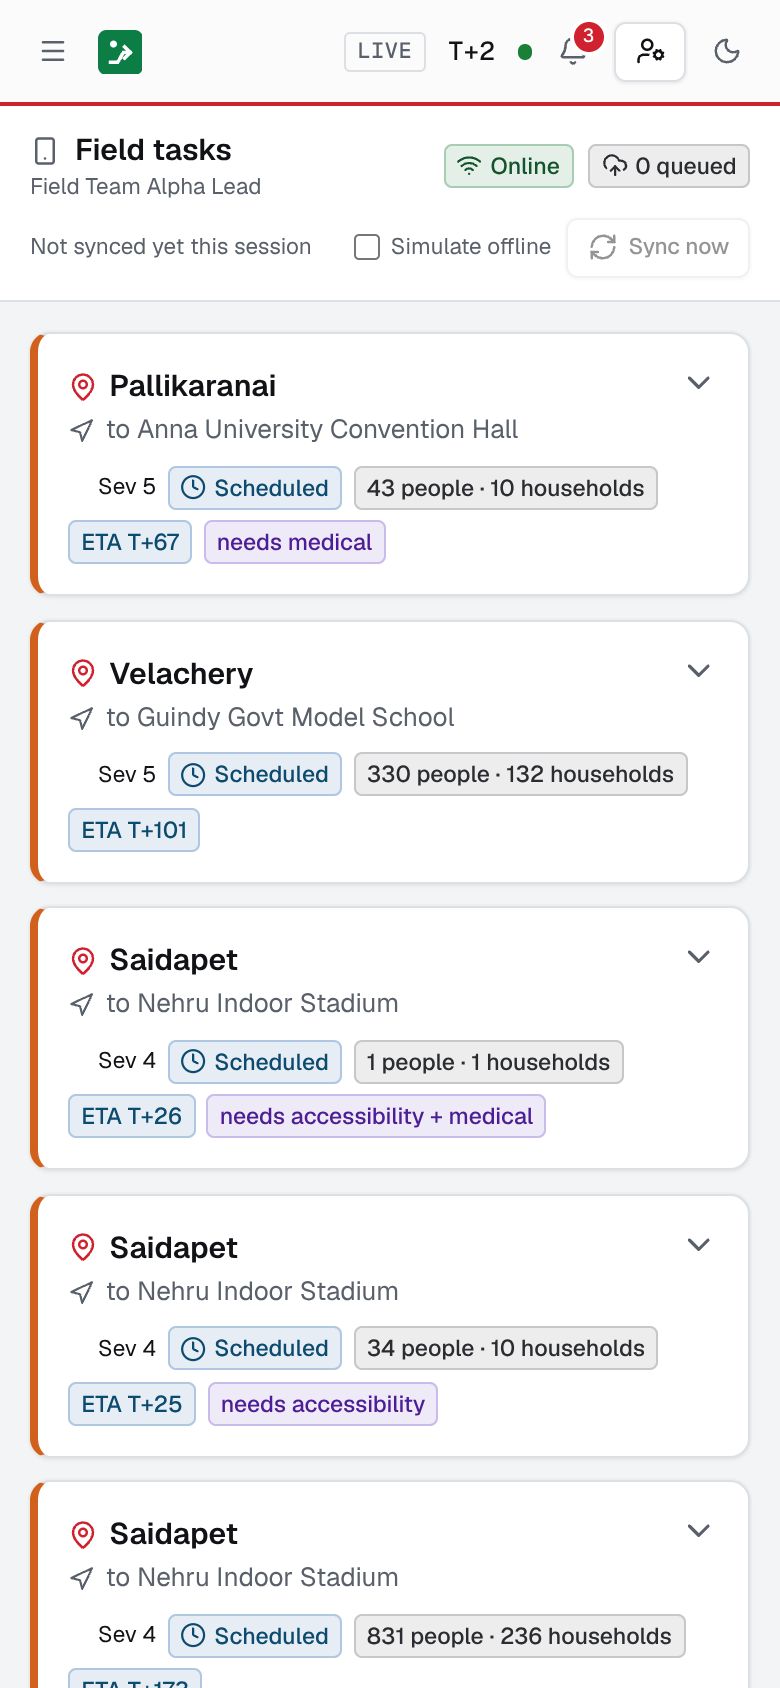 LIVE T+2 3
Field tasks
Field Team Alpha Lead
Online 0 queued
Not synced yet this session Simulate offline Sync now
Pallikaranai
to Anna University Convention Hall
Sev 5 Scheduled 43 people · 10 households
ETA T+67 needs medical
Velachery
to Guindy Govt Model School
Sev 5 Scheduled 330 people · 132 households
ETA T+101
Saidapet
to Nehru Indoor Stadium
Sev 4 Scheduled 1 people · 1 households
ETA T+26 needs accessibility + medical
Saidapet
to Nehru Indoor Stadium
Sev 4 Scheduled 34 people · 10 households
ETA T+25 needs accessibility
Saidapet
to Nehru Indoor Stadium
Sev 4 Scheduled 831 people · 236 households
ETA